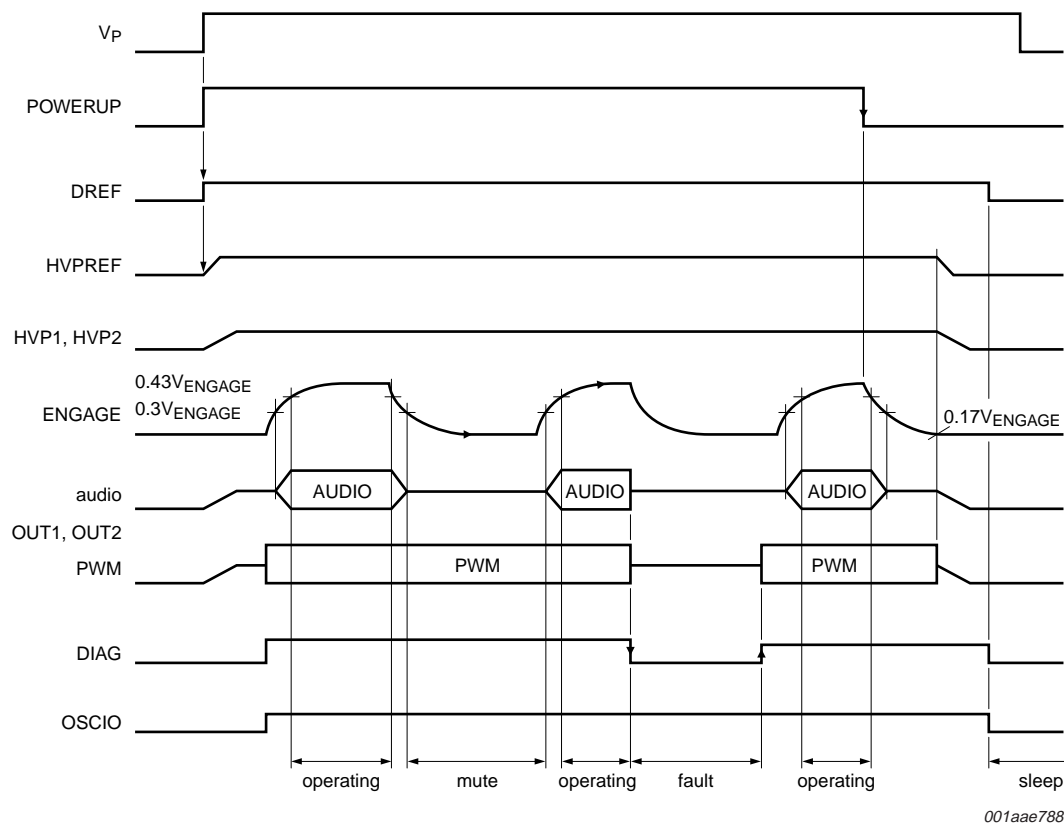 VP
POWERUP
DREF
HVPREF
HVP1, HVP2
0.43VENGAGE
ENGAGE
0.3VENGAGE
0.17VENGAGE
audio
AUDIO
AUDIO
AUDIO
OUT1, OUT2
PWM
PWM
PWM
DIAG
OSCIO
operating
mute
operating
fault
operating
sleep
001aae788